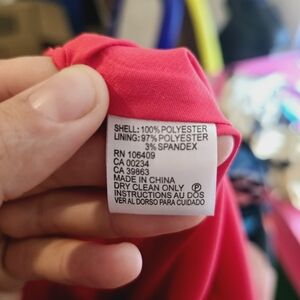 SHELL: 100% POLYESTER
LINING: 97% POLYESTER
3% SPANDEX
RN 106409
CA 00234
CA 39863
MADE IN CHINA
DRY CLEAN ONLY Ⓟ
INSTRUCTIONS AU DOS
VER AL DORSO PARA CUIDADO